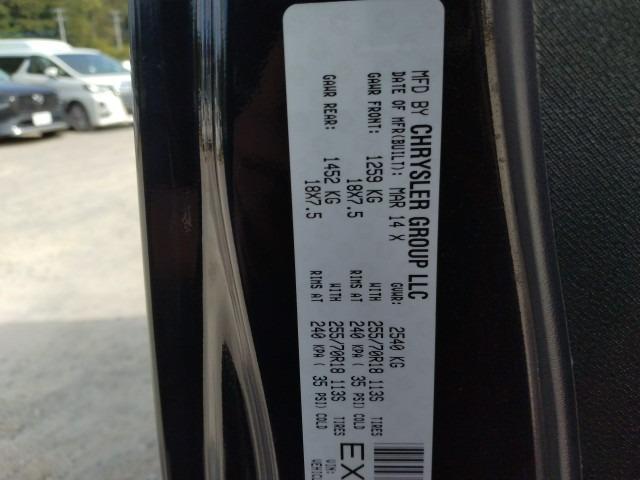 MFD BY CHRYSLER GROUP LLC
DATE OF MFR(BUILT): MAR 14 X GVWR: 2540 KG
GAWR FRONT: 1259 KG WITH 255/70R18 113S TIRES
18X7.5 RIMS AT 240 KPA ( 35 PSI) COLD
GAWR REAR: 1452 KG WITH 255/70R18 113S TIRES
18X7.5 RIMS AT 240 KPA ( 35 PSI) COLD
EX
VIN: